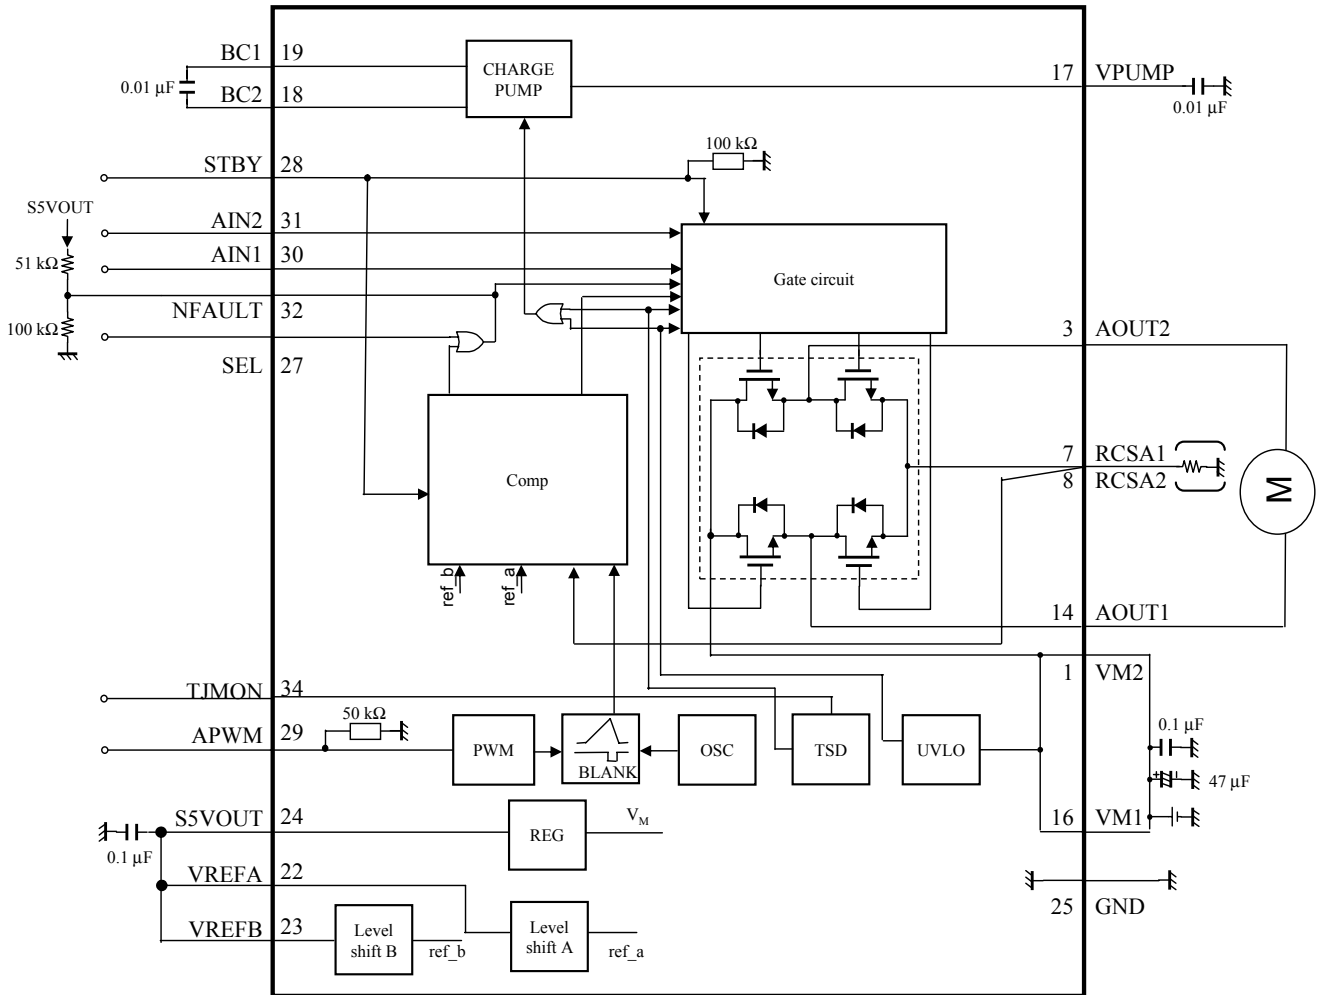 BC1 19
0.01 µF
BC2 18
CHARGE
PUMP
17 VPUMP
0.01 µF
STBY 28
100 kΩ
S5VOUT
AIN2 31
51 kΩ
AIN1 30
Gate circuit
NFAULT 32
100 kΩ
SEL 27
3 AOUT2
7 RCSA1
8 RCSA2
M
Comp
ref_b
ref_a
14 AOUT1
1 VM2
TJMON 34
APWM 29
50 kΩ
PWM
BLANK
OSC
TSD
UVLO
0.1 µF
+
47 µF
16 VM1
S5VOUT 24
0.1 µF
REG
VM
VREFA 22
VREFB 23
Level
shift B
ref_b
Level
shift A
ref_a
25 GND